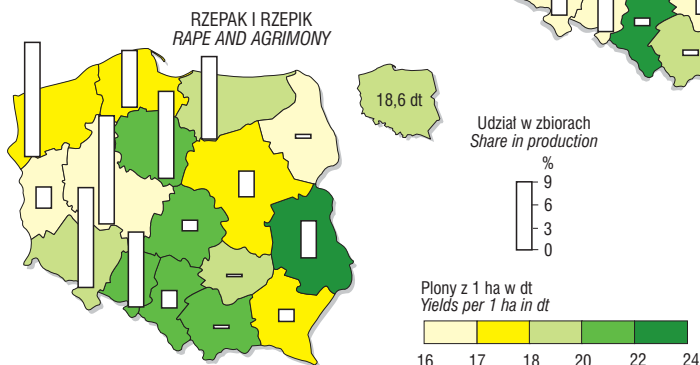 RZEPAK I RZEPIK
RAPE AND AGRIMONY
18,6 dt
Udział w zbiorach
Share in production
%
9
6
3
0
Plony z 1 ha w dt
Yields per 1 ha in dt
16 17 18 20 22 24